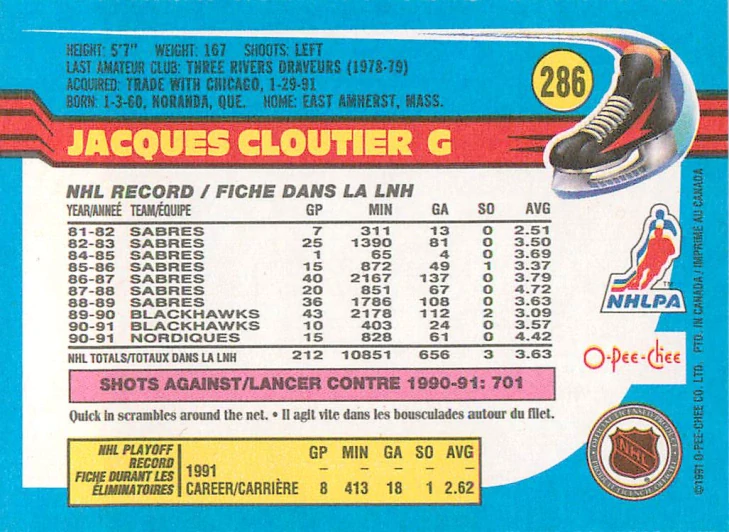 HEIGHT: 5'7" WEIGHT: 167 SHOOTS: LEFT
LAST AMATEUR CLUB: THREE RIVERS DRAVEURS (1978-79)
ACQUIRED: TRADE WITH CHICAGO, 1-29-91
BORN: 1-3-60, NORANDA, QUE. HOME: EAST AMHERST, MASS.
286
JACQUES CLOUTIER G
NHL RECORD / FICHE DANS LA LNH
YEAR/ANNEÉ TEAM/ÉQUIPE GP MIN GA SO AVG
81-82 SABRES 7 311 13 0 2.51
82-83 SABRES 25 1390 81 0 3.50
84-85 SABRES 1 65 4 0 3.69
85-86 SABRES 15 872 49 1 3.37
86-87 SABRES 40 2167 137 0 3.79
87-88 SABRES 20 851 67 0 4.72
88-89 SABRES 36 1786 108 0 3.63
89-90 BLACKHAWKS 43 2178 112 2 3.09
90-91 BLACKHAWKS 10 403 24 0 3.57
90-91 NORDIQUES 15 828 61 0 4.42
NHL TOTALS/TOTAUX DANS LA LNH 212 10851 656 3 3.63
SHOTS AGAINST/LANCER CONTRE 1990-91: 701
Quick in scrambles around the net. • Il agit vite dans les bousculades autour du filet.
NHL PLAYOFF
RECORD
FICHE DURANT LES
ÉLIMINATOIRES
GP MIN GA SO AVG
1991 – – – – –
CAREER/CARRIÈRE 8 413 18 1 2.62
NHLPA
TM
O-Pee-Chee
NHL
©1991 O-PEE-CHEE CO. LTD. PTD. IN CANADA / IMPRIMÉ AU CANADA